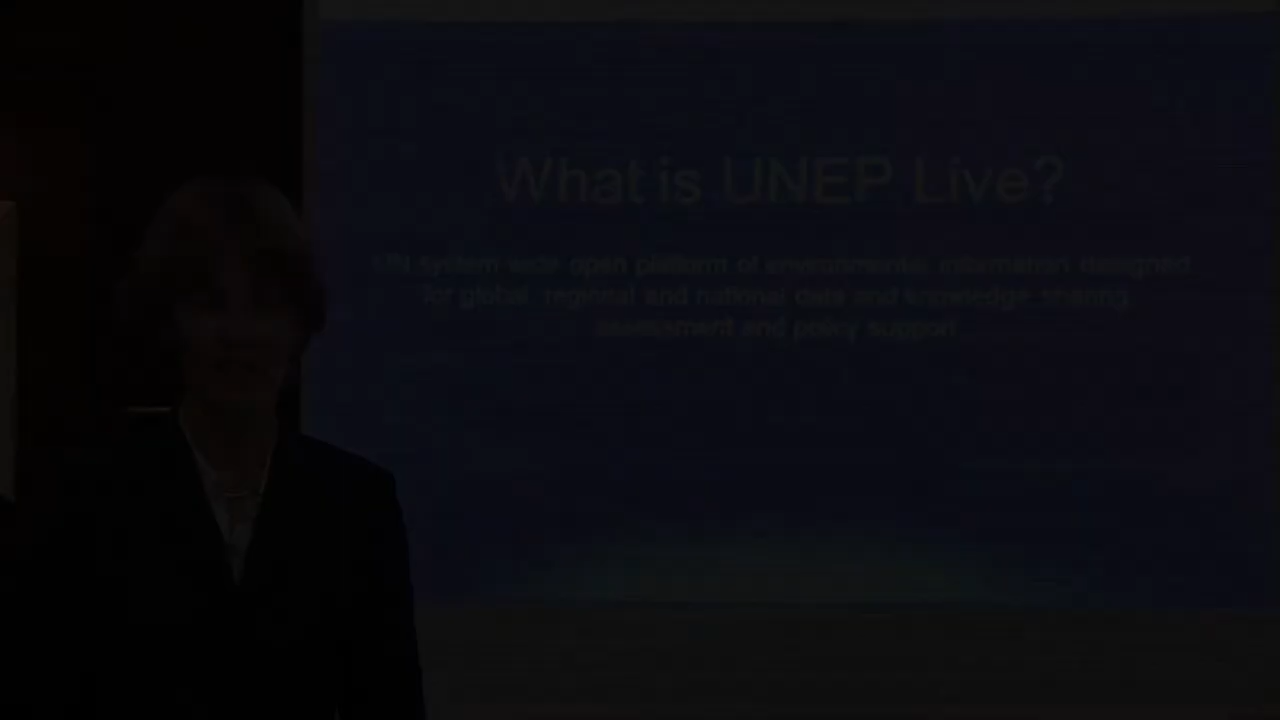 What is UNEP Live?
UN system-wide open platform of environmental information designed
for global, regional and national data and knowledge sharing,
assessment and policy support